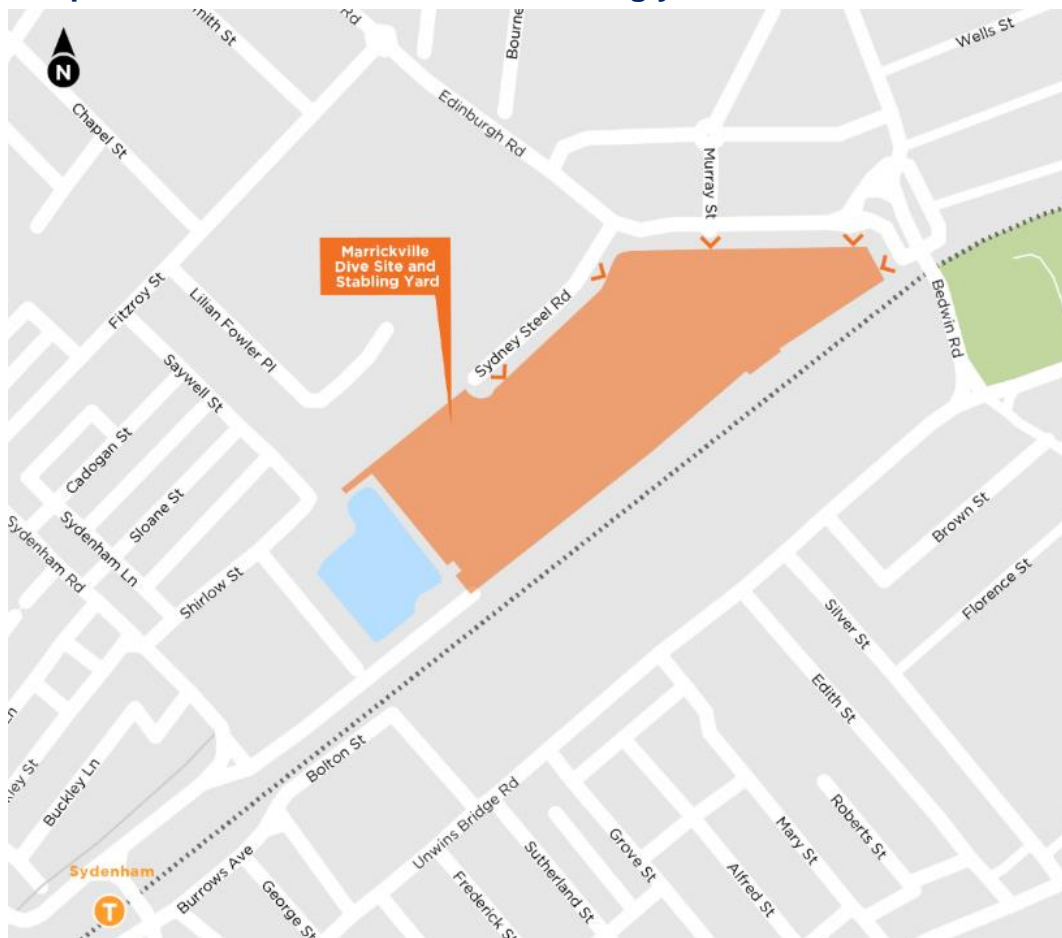 N
Rd
Bourne
Wells St
Chapel St
Edinburgh Rd
Murray St
Marrickville
Dive Site and
Stabling Yard
Fitzroy St
Lilian Fowler Pl
Sydney Steel Rd
Bedwin Rd
Saywell St
Cadogan St
Sloane St
Sydenham Ln
Sydenham Rd
Shirlow St
Brown St
Florence St
Silver St
Edith St
Bolton St
Buckley Ln
Unwins Bridge Rd
Roberts St
Mary St
Grove St
Alfred St
Sydenham
T
Burrows Ave
George St
Frederick St
Sutherland St